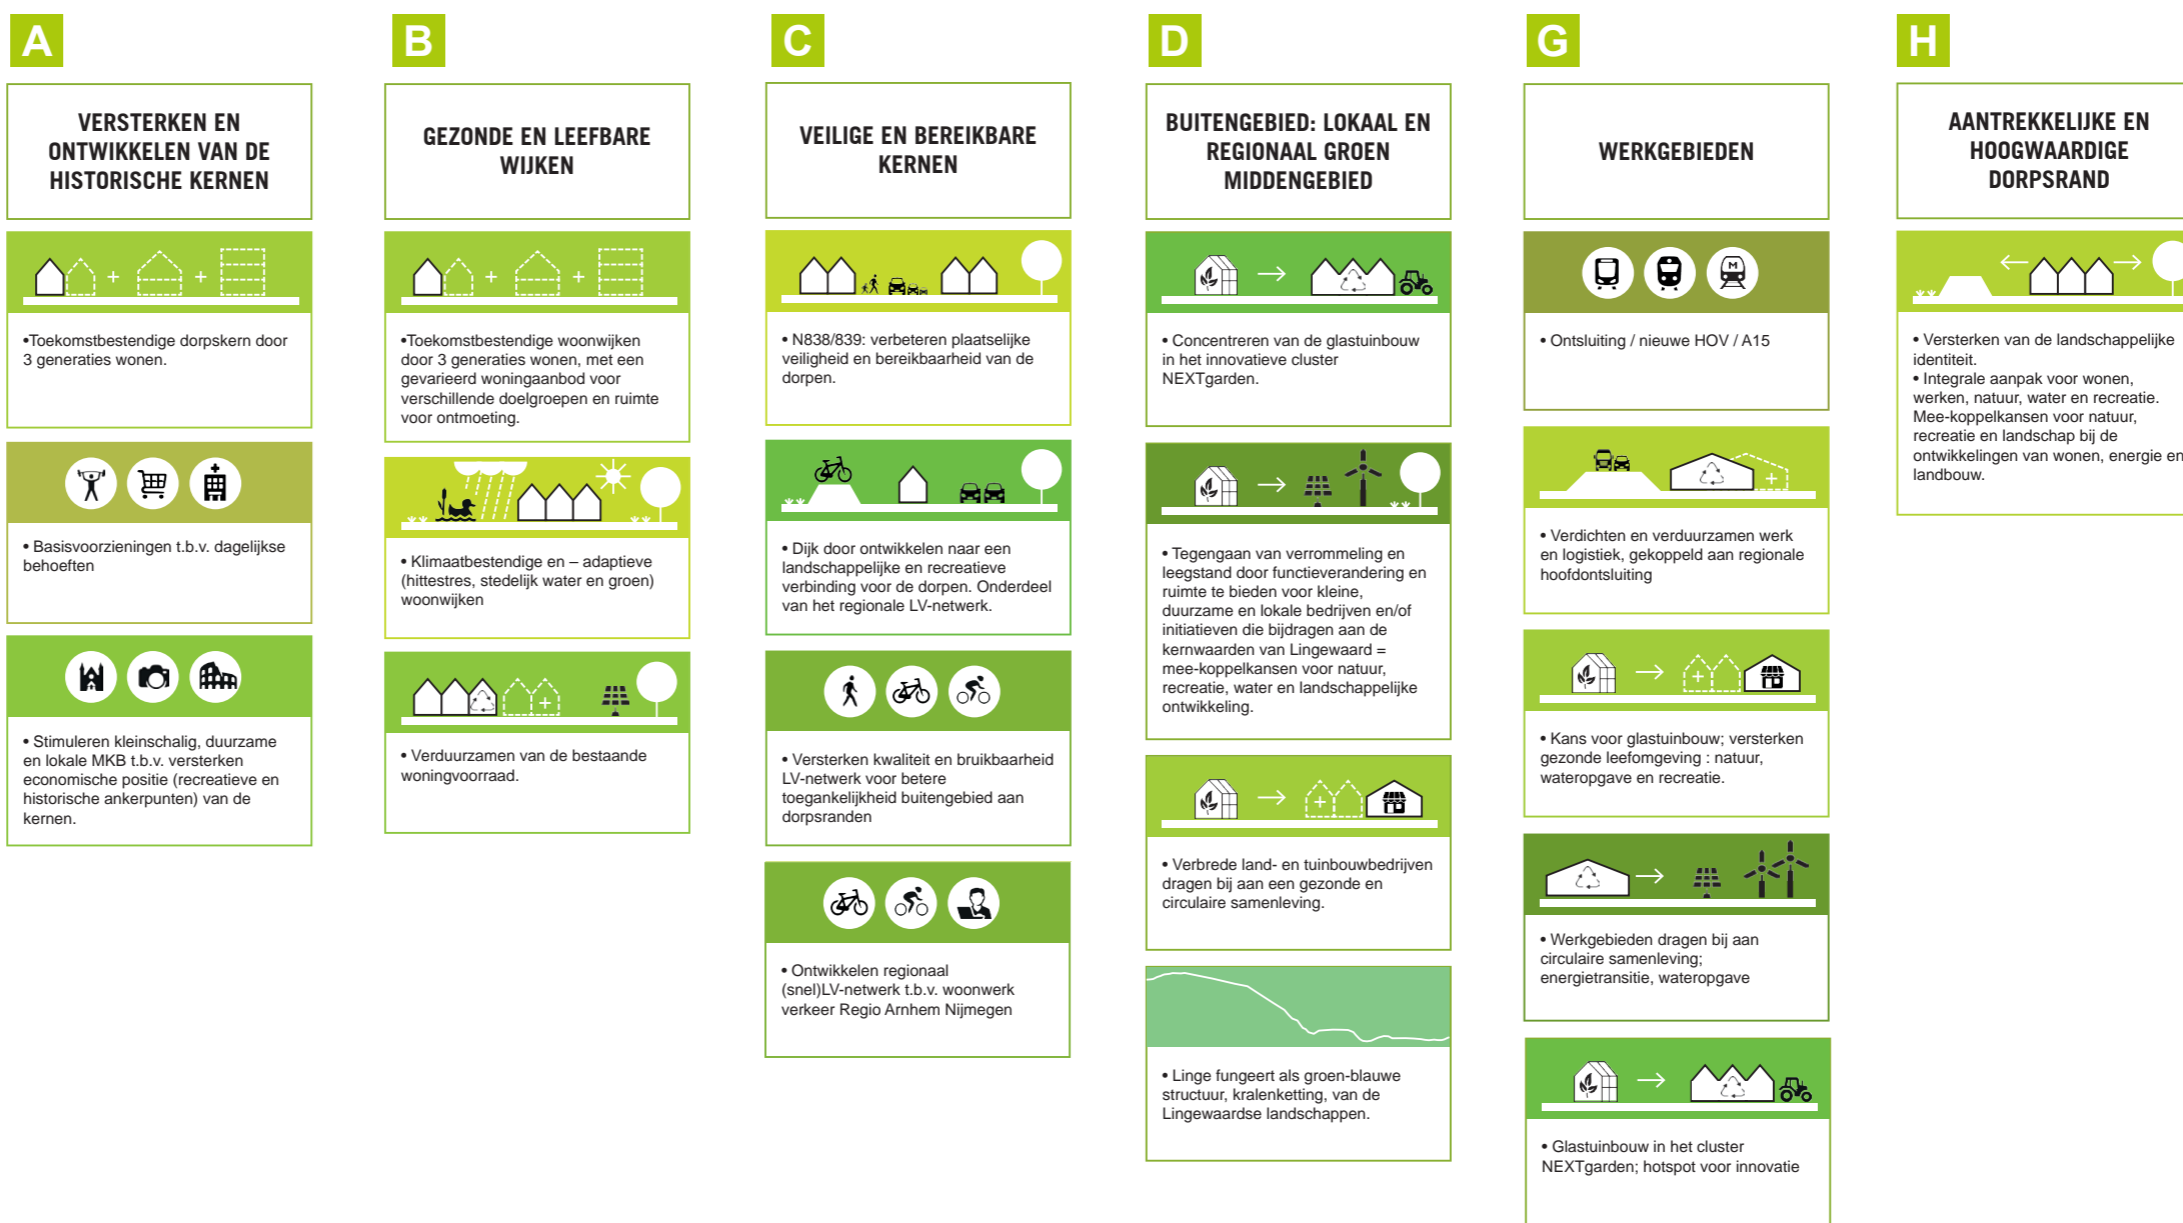 A
VERSTERKEN EN
ONTWIKKELEN VAN DE
HISTORISCHE KERNEN
•Toekomstbestendige dorpskern door
3 generaties wonen.
• Basisvoorzieningen t.b.v. dagelijkse
behoeften
• Stimuleren kleinschalig, duurzame
en lokale MKB t.b.v. versterken
economische positie (recreatieve en
historische ankerpunten) van de
kernen.
B
GEZONDE EN LEEFBARE
WIJKEN
•Toekomstbestendige woonwijken
door 3 generaties wonen, met een
gevarieerd woningaanbod voor
verschillende doelgroepen en ruimte
voor ontmoeting.
• Klimaatbestendige en – adaptieve
(hittestres, stedelijk water en groen)
woonwijken
• Verduurzamen van de bestaande
woningvoorraad.
C
VEILIGE EN BEREIKBARE
KERNEN
• N838/839: verbeteren plaatselijke
veiligheid en bereikbaarheid van de
dorpen.
• Dijk door ontwikkelen naar een
landschappelijke en recreatieve
verbinding voor de dorpen. Onderdeel
van het regionale LV-netwerk.
• Versterken kwaliteit en bruikbaarheid
LV-netwerk voor betere
toegankelijkheid buitengebied aan
dorpsranden
• Ontwikkelen regionaal
(snel)LV-netwerk t.b.v. woonwerk
verkeer Regio Arnhem Nijmegen
D
BUITENGEBIED: LOKAAL EN
REGIONAAL GROEN
MIDDENGEBIED
• Concentreren van de glastuinbouw
in het innovatieve cluster
NEXTgarden.
• Tegengaan van verrommeling en
leegstand door functieverandering en
ruimte te bieden voor kleine,
duurzame en lokale bedrijven en/of
initiatieven die bijdragen aan de
kernwaarden van Lingewaard =
mee-koppelkansen voor natuur,
recreatie, water en landschappelijke
ontwikkeling.
• Verbrede land- en tuinbouwbedrijven
dragen bij aan een gezonde en
circulaire samenleving.
• Linge fungeert als groen-blauwe
structuur, kralenketting, van de
Lingewaardse landschappen.
G
WERKGEBIEDEN
M
• Ontsluiting / nieuwe HOV / A15
• Verdichten en verduurzamen werk
en logistiek, gekoppeld aan regionale
hoofdontsluiting
• Kans voor glastuinbouw; versterken
gezonde leefomgeving : natuur,
wateropgave en recreatie.
• Werkgebieden dragen bij aan
circulaire samenleving;
energietransitie, wateropgave
• Glastuinbouw in het cluster
NEXTgarden; hotspot voor innovatie
H
AANTREKKELIJKE EN
HOOGWAARDIGE
DORPSRAND
• Versterken van de landschappelijke
identiteit.
• Integrale aanpak voor wonen,
werken, natuur, water en recreatie.
Mee-koppelkansen voor natuur,
recreatie en landschap bij de
ontwikkelingen van wonen, energie en
landbouw.